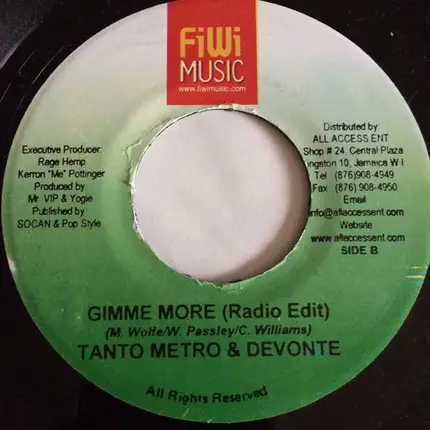 FiWi
MUSIC
www.fiwimusic.com
Executive Producer:
Rage Hemp
Kerron "Me" Pottinger
Produced by
Mr VIP & Yogie
Published by
SOCAN & Pop Style
Distributed by
ALL ACCESS ENT
Shop # 24, Central Plaza
ngston 10, Jamaica W I
Tel (876)908-4949
Fax (876) 908-4950
Email
info@allaccessent.com
Website
www.allaccessent.com
SIDE B
GIMME MORE (Radio Edit)
(M. Wolfe/W. Passley/C. Williams)
TANTO METRO & DEVONTE
All Rights Reserved